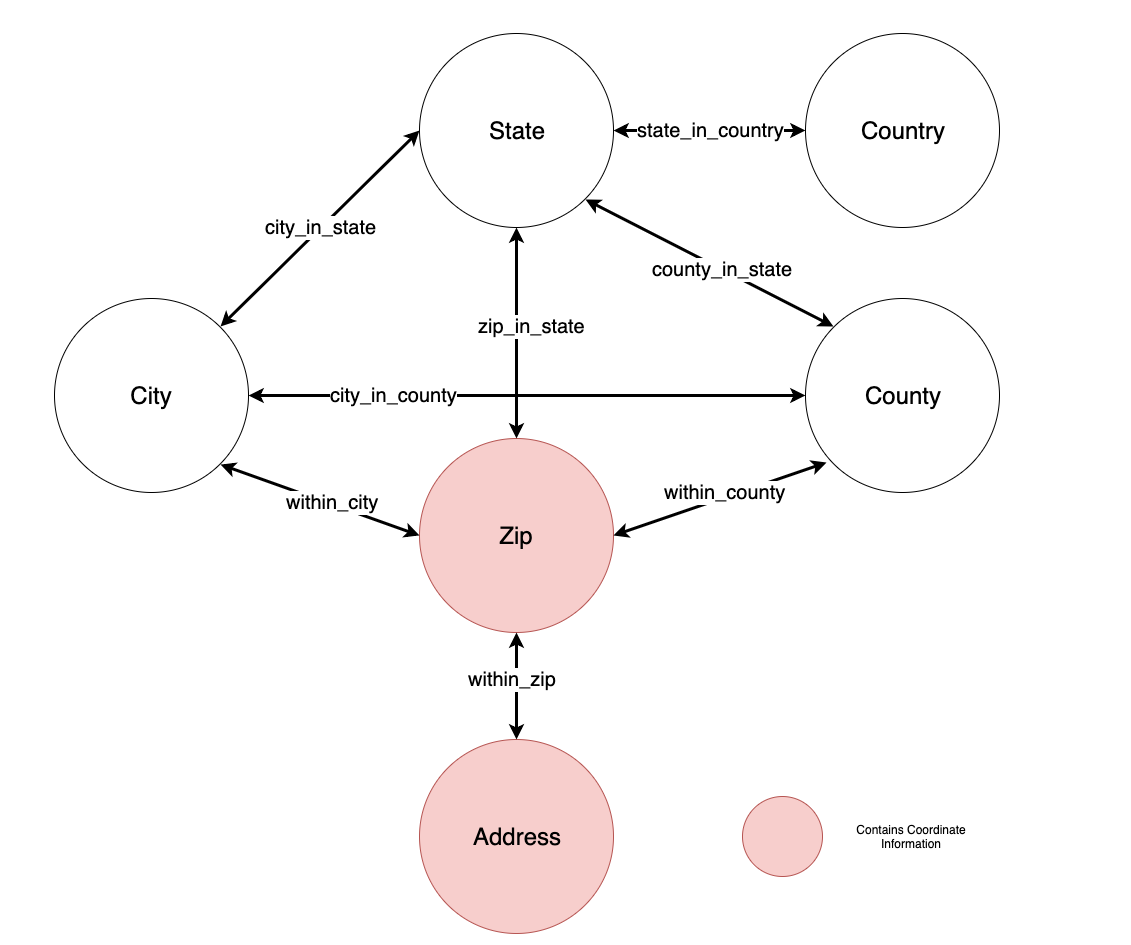 State
state_in_country
Country
city_in_state
county_in_state
zip_in_state
City
city_in_county
County
within_city
within_county
Zip
within_zip
Address
Contains Coordinate
Information